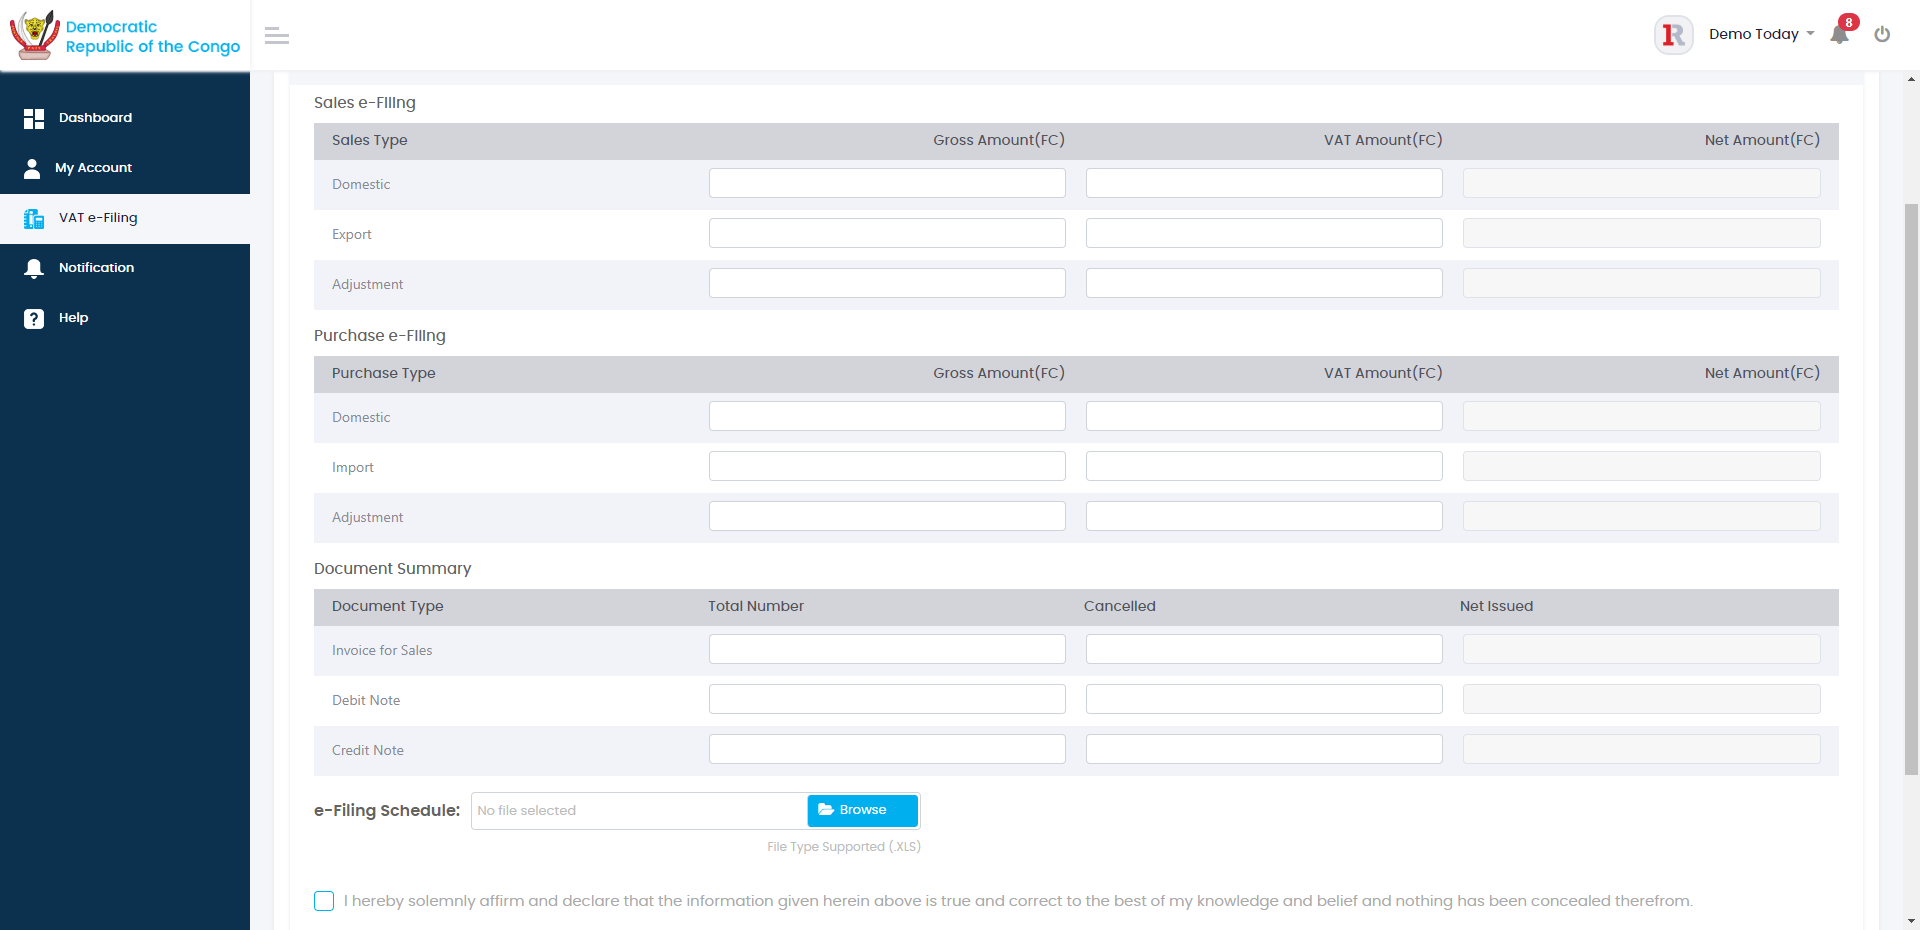 Democratic
Republic of the Congo
Demo Today
8
Dashboard
My Account
VAT e-Filing
Notification
Help
Sales e-Filing
Sales Type Gross Amount(FC) VAT Amount(FC) Net Amount(FC)
Domestic
Export
Adjustment
Purchase e-Filing
Purchase Type Gross Amount(FC) VAT Amount(FC) Net Amount(FC)
Domestic
Import
Adjustment
Document Summary
Document Type Total Number Cancelled Net Issued
Invoice for Sales
Debit Note
Credit Note
e-Filing Schedule: No file selected Browse
File Type Supported (.XLS)
I hereby solemnly affirm and declare that the information given herein above is true and correct to the best of my knowledge and belief and nothing has been concealed therefrom.